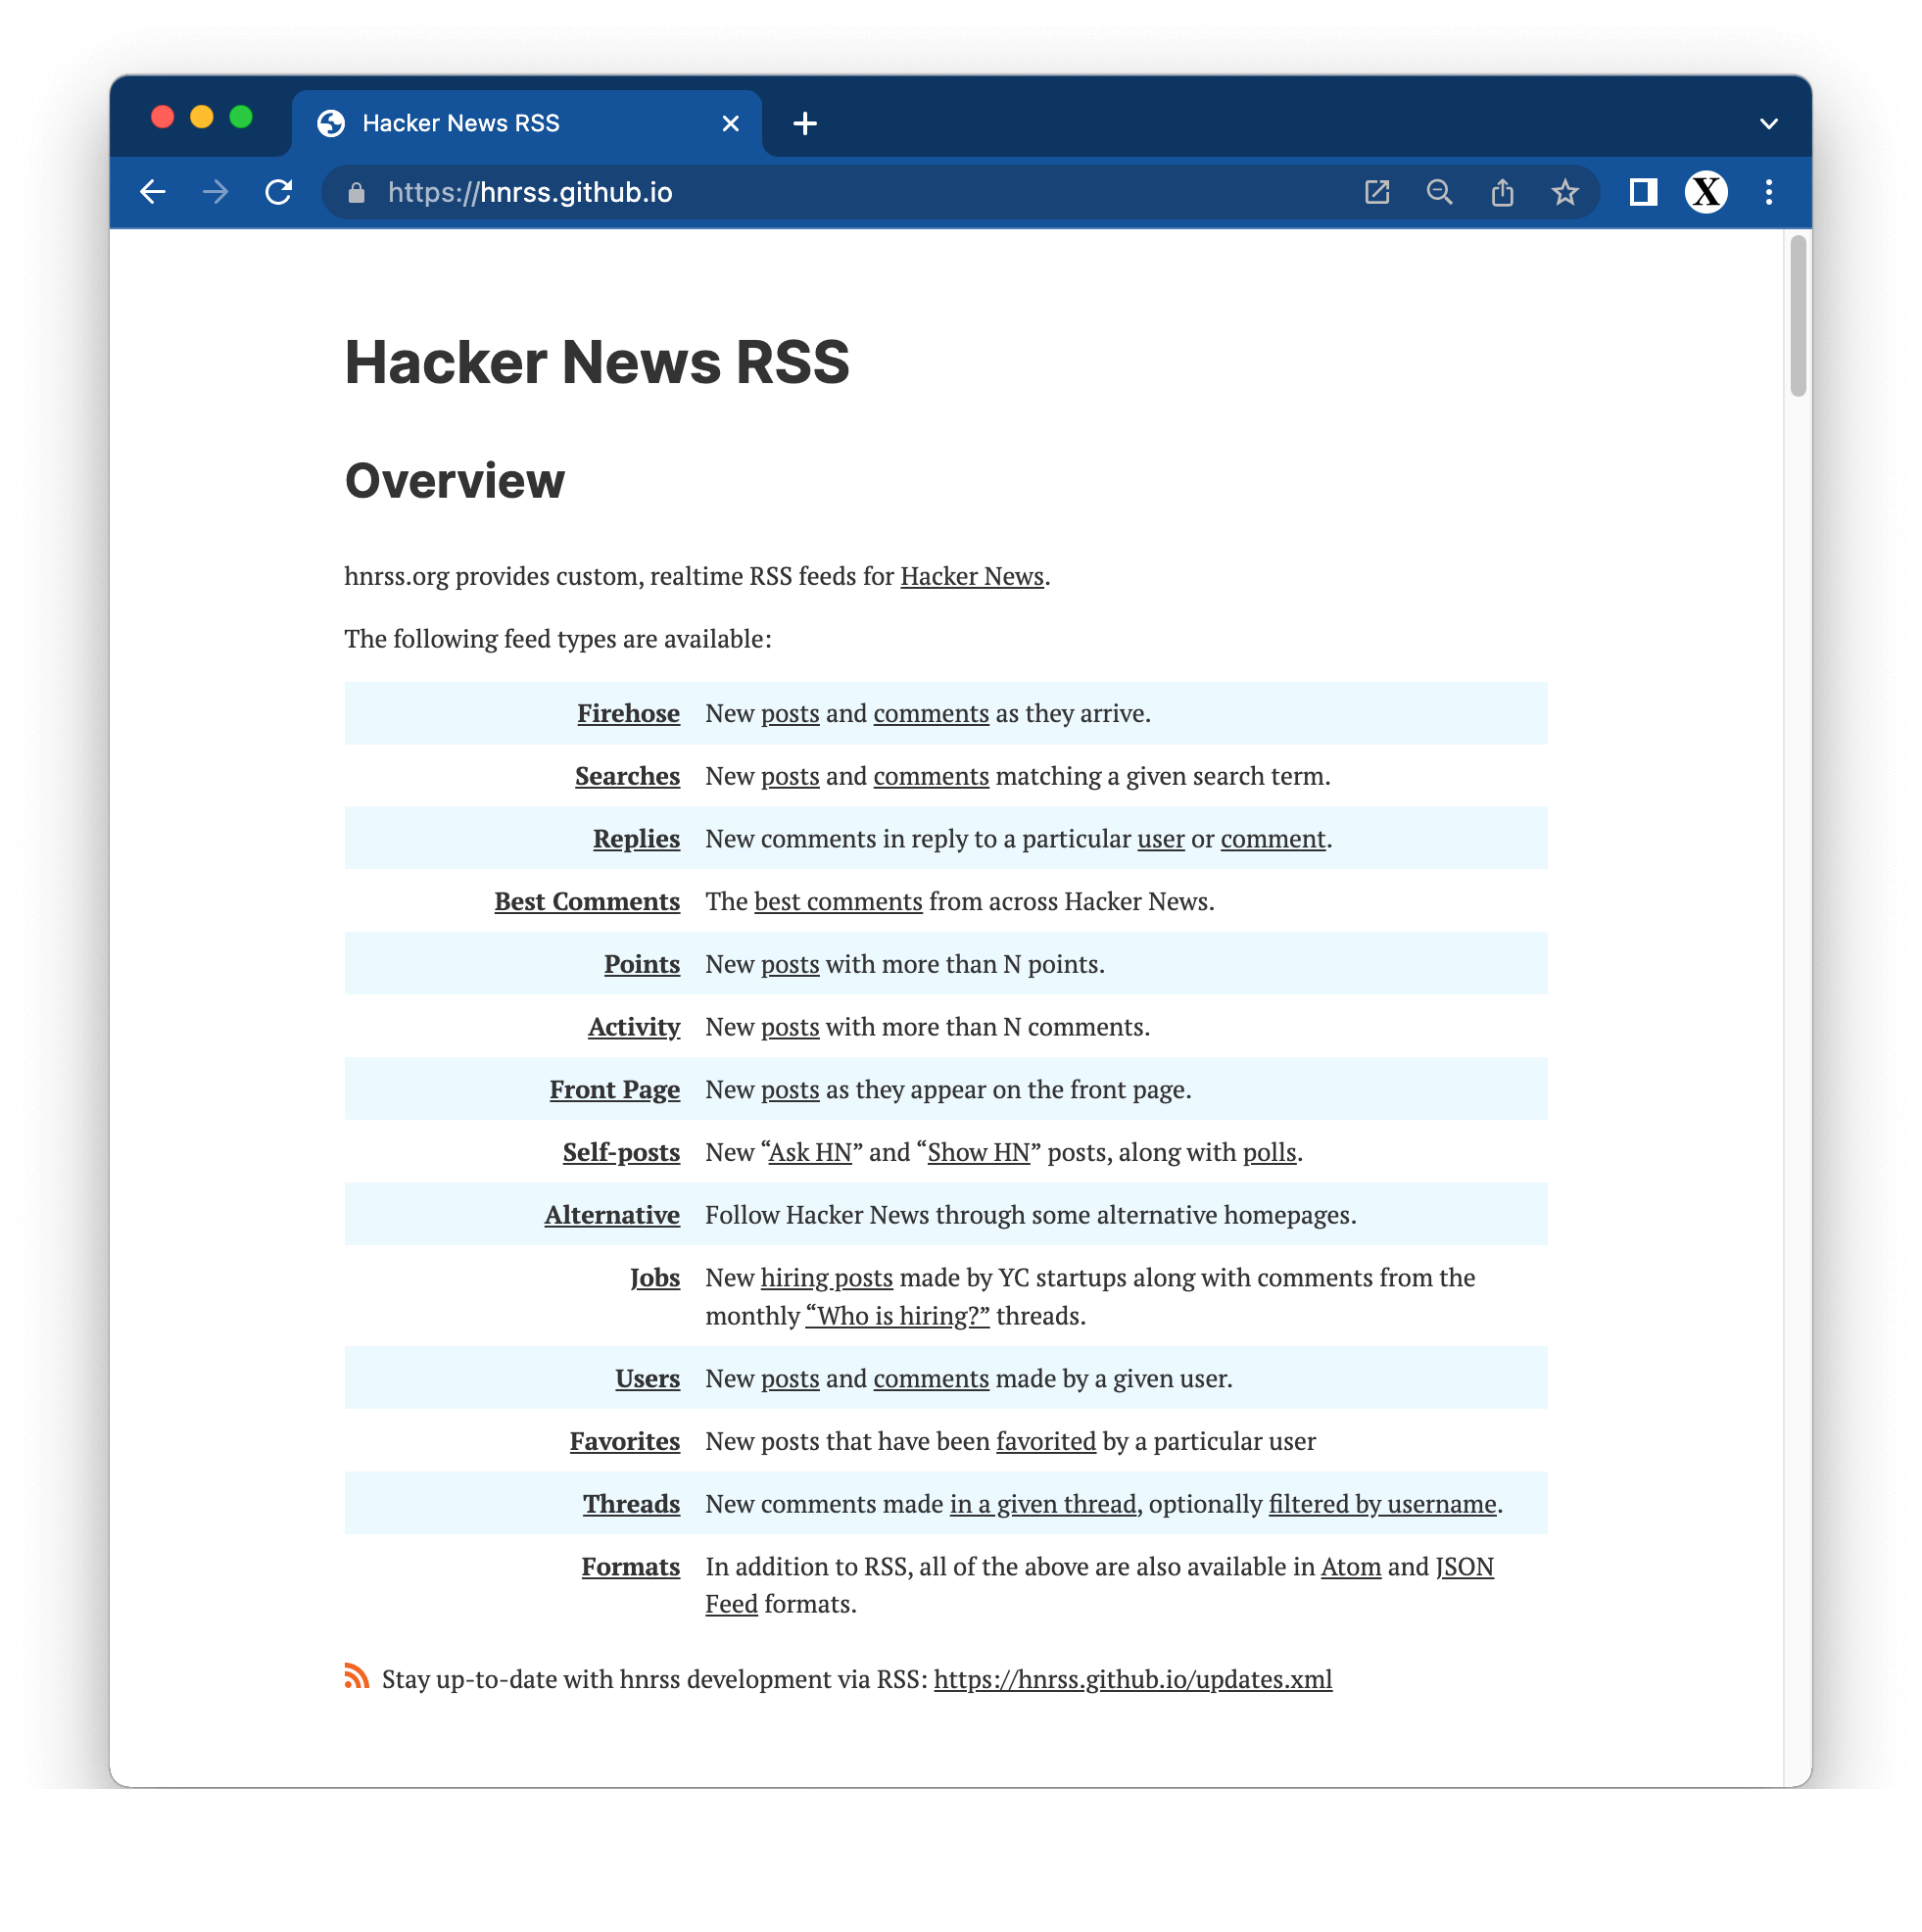 Hacker News RSS
https://hnrss.github.io
X
Hacker News RSS
Overview
hnrss.org provides custom, realtime RSS feeds for Hacker News.
The following feed types are available:
Firehose New posts and comments as they arrive.
Searches New posts and comments matching a given search term.
Replies New comments in reply to a particular user or comment.
Best Comments The best comments from across Hacker News.
Points New posts with more than N points.
Activity New posts with more than N comments.
Front Page New posts as they appear on the front page.
Self-posts New “Ask HN” and “Show HN” posts, along with polls.
Alternative Follow Hacker News through some alternative homepages.
Jobs New hiring posts made by YC startups along with comments from the
monthly “Who is hiring?” threads.
Users New posts and comments made by a given user.
Favorites New posts that have been favorited by a particular user
Threads New comments made in a given thread, optionally filtered by username.
Formats In addition to RSS, all of the above are also available in Atom and JSON
Feed formats.
Stay up-to-date with hnrss development via RSS: https://hnrss.github.io/updates.xml